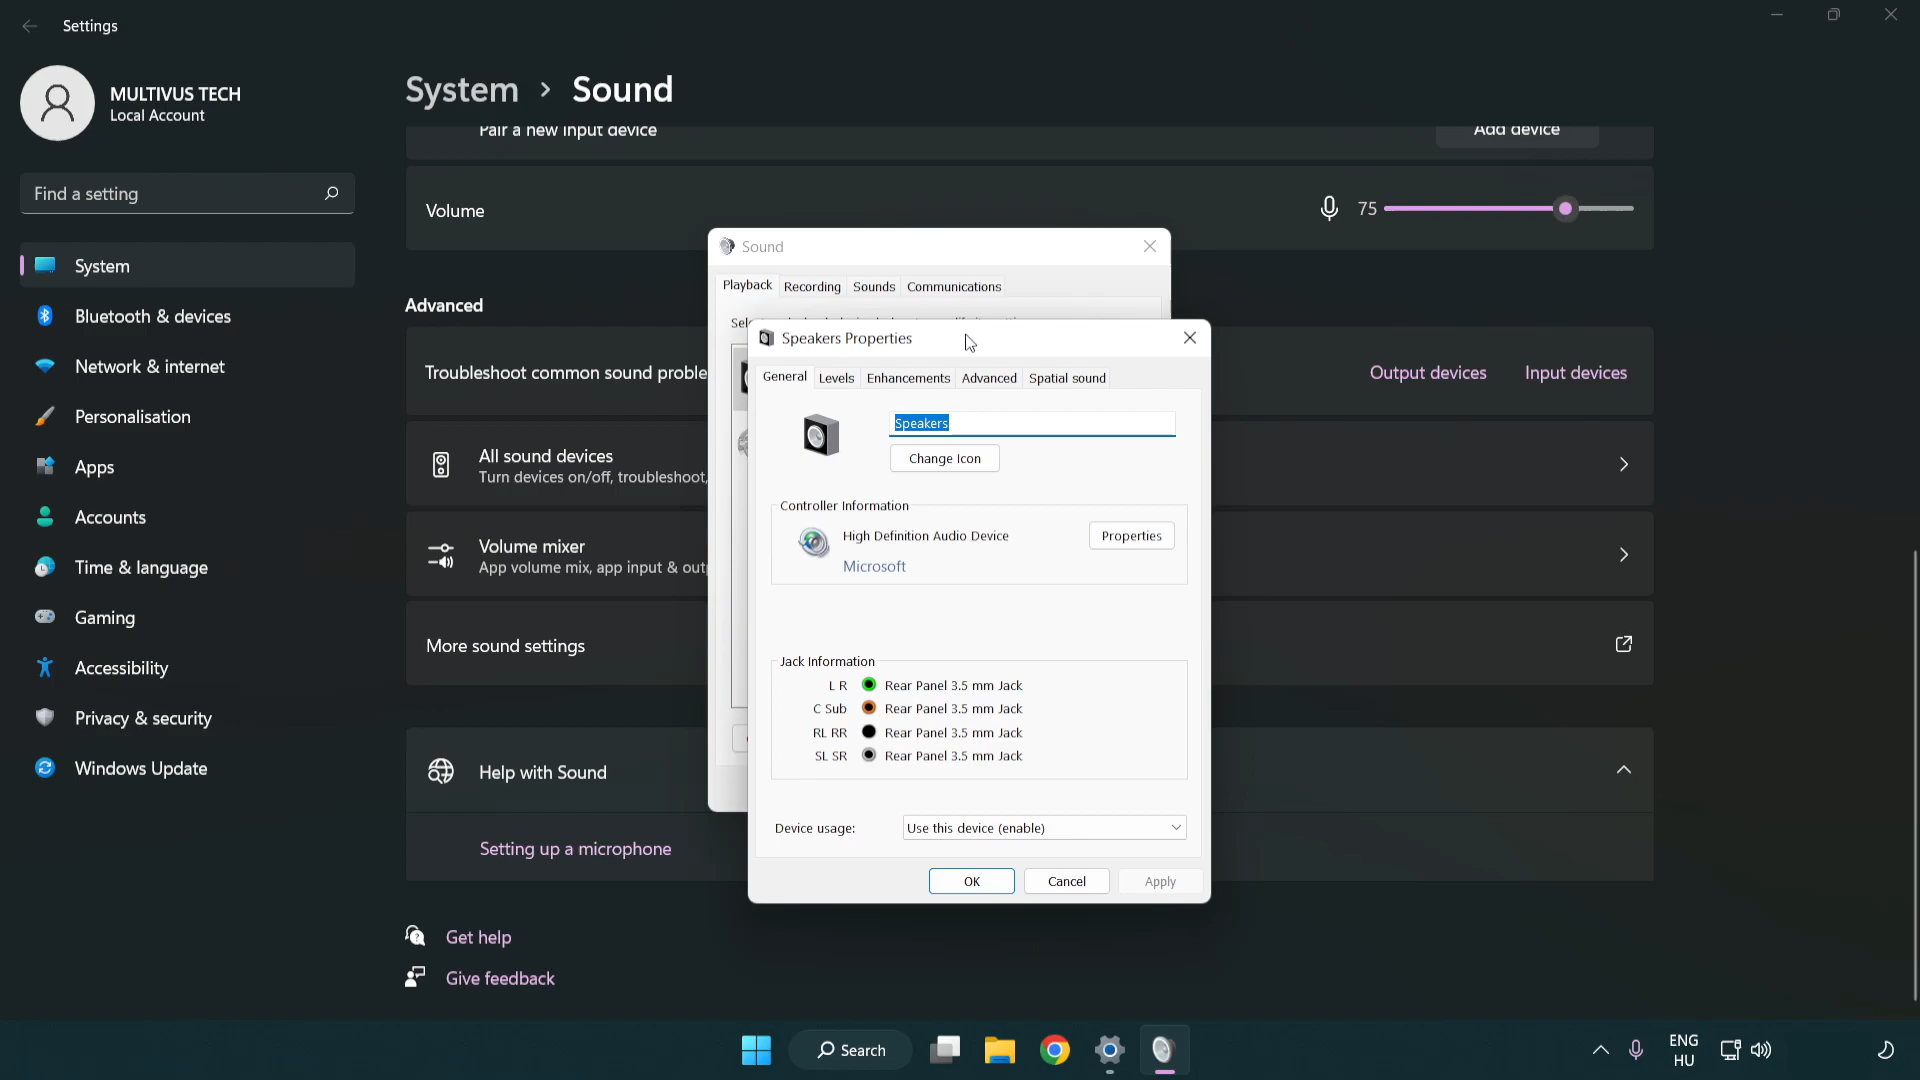 Settings
MULTIVUS TECH
Local Account
Find a setting
System
Bluetooth & devices
Network & internet
Personalisation
Apps
Accounts
Time & language
Gaming
Accessibility
Privacy & security
Windows Update
System › Sound
Pair a new input device
Add device
Volume
75
Advanced
Troubleshoot common sound proble
Output devices
Input devices
All sound devices
Turn devices on/off, troubleshoot,
Volume mixer
App volume mix, app input & outp
More sound settings
Help with Sound
Setting up a microphone
Get help
Give feedback
Sound
Playback
Recording
Sounds
Communications
Speakers Properties
General
Levels
Enhancements
Advanced
Spatial sound
Speakers
Change Icon
Controller Information
High Definition Audio Device
Properties
Microsoft
Jack Information
L R Rear Panel 3.5 mm Jack
C Sub Rear Panel 3.5 mm Jack
RL RR Rear Panel 3.5 mm Jack
SL SR Rear Panel 3.5 mm Jack
Device usage:
Use this device (enable)
OK
Cancel
Apply
Search
ENG
HU